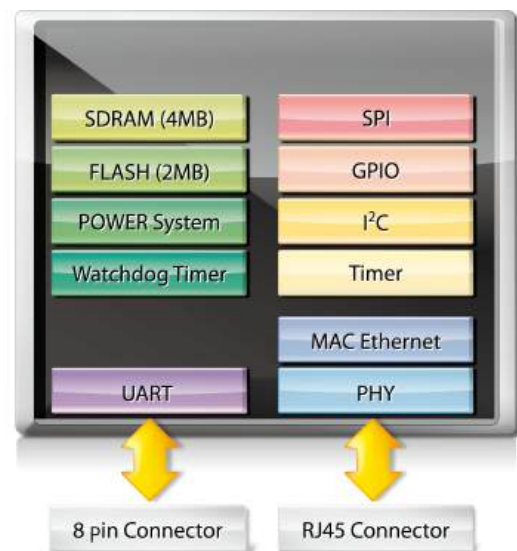 SDRAM (4MB)
FLASH (2MB)
POWER System
Watchdog Timer
UART
SPI
GPIO
I²C
Timer
MAC Ethernet
PHY
8 pin Connector
RJ45 Connector